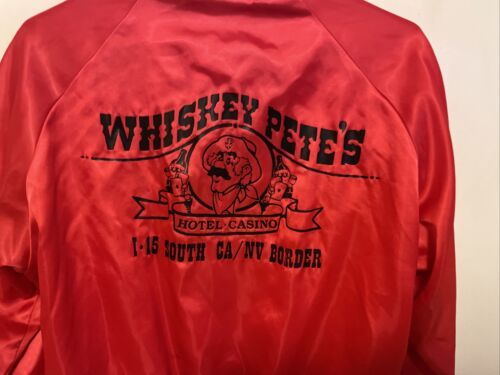 WHISKEY PETE'S
HOTEL·CASINO
I-15 SOUTH CA/NV BORDER